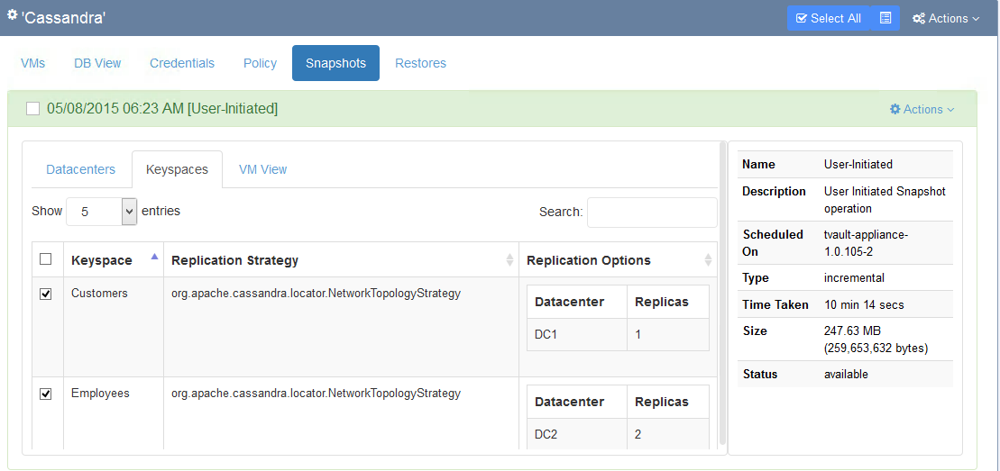 'Cassandra'
Select All
Actions
VMs
DB View
Credentials
Policy
Snapshots
Restores
05/08/2015 06:23 AM [User-Initiated]
Actions
Datacenters
Keyspaces
VM View
Show 5 entries
Search:
Keyspace
Replication Strategy
Replication Options
Customers
org.apache.cassandra.locator.NetworkTopologyStrategy
Datacenter Replicas
DC1 1
Employees
org.apache.cassandra.locator.NetworkTopologyStrategy
Datacenter Replicas
DC2 2
Name User-Initiated
Description User Initiated Snapshot
operation
Scheduled tvault-appliance-
On 1.0.105-2
Type incremental
Time Taken 10 min 14 secs
Size 247.63 MB
(259,653,632 bytes)
Status available